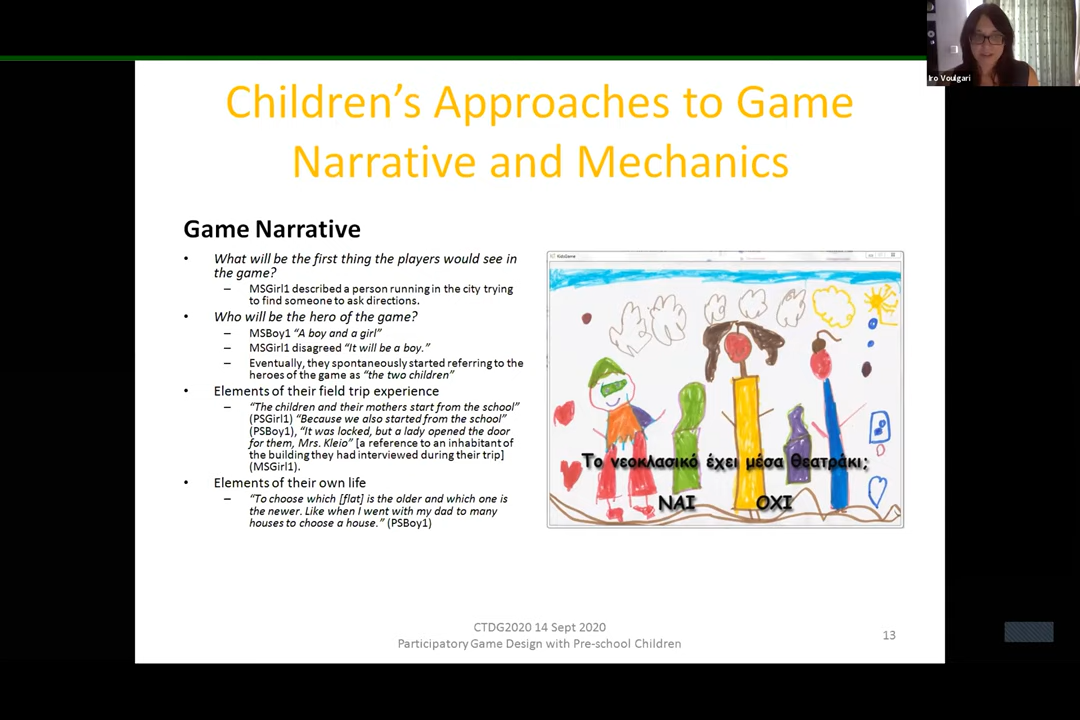 Iro Voulgari
Children's Approaches to Game
Narrative and Mechanics
Game Narrative
• What will be the first thing the players would see in
the game?
– MSGirl1 described a person running in the city trying
to find someone to ask directions.
• Who will be the hero of the game?
– MSBoy1 "A boy and a girl"
– MSGirl1 disagreed "It will be a boy."
– Eventually, they spontaneously started referring to the
heroes of the game as "the two children"
• Elements of their field trip experience
– "The children and their mothers start from the school"
(PSGirl1) "Because we also started from the school"
(PSBoy1), "It was locked, but a lady opened the door
for them, Mrs. Kleio" [a reference to an inhabitant of
the building they had interviewed during their trip]
(MSGirl1).
• Elements of their own life
– "To choose which [flat] is the older and which one is
the newer. Like when I went with my dad to many
houses to choose a house." (PSBoy1)
Το νεοκλασικό έχει μέσα θεατράκι;
ΝΑΙ ΟΧΙ
CTDG2020 14 Sept 2020
Participatory Game Design with Pre-school Children
13